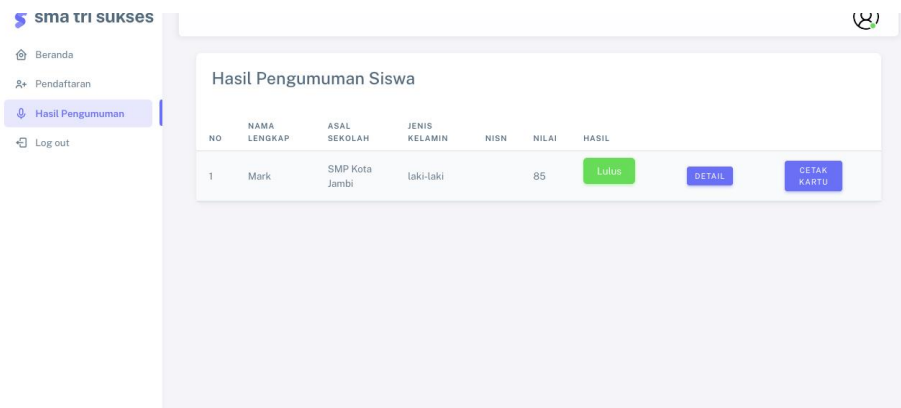 sma tri sukses
Beranda
Pendaftaran
Hasil Pengumuman
Log out
Hasil Pengumuman Siswa
NO NAMA LENGKAP ASAL SEKOLAH JENIS KELAMIN NISN NILAI HASIL
1 Mark SMP Kota Jambi laki-laki 85 Lulus DETAIL CETAK KARTU